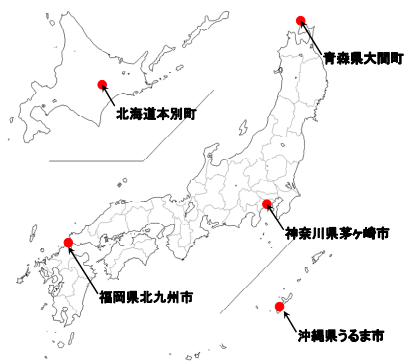 青森県大間町
北海道本別町
神奈川県茅ヶ崎市
福岡県北九州市
沖縄県うるま市